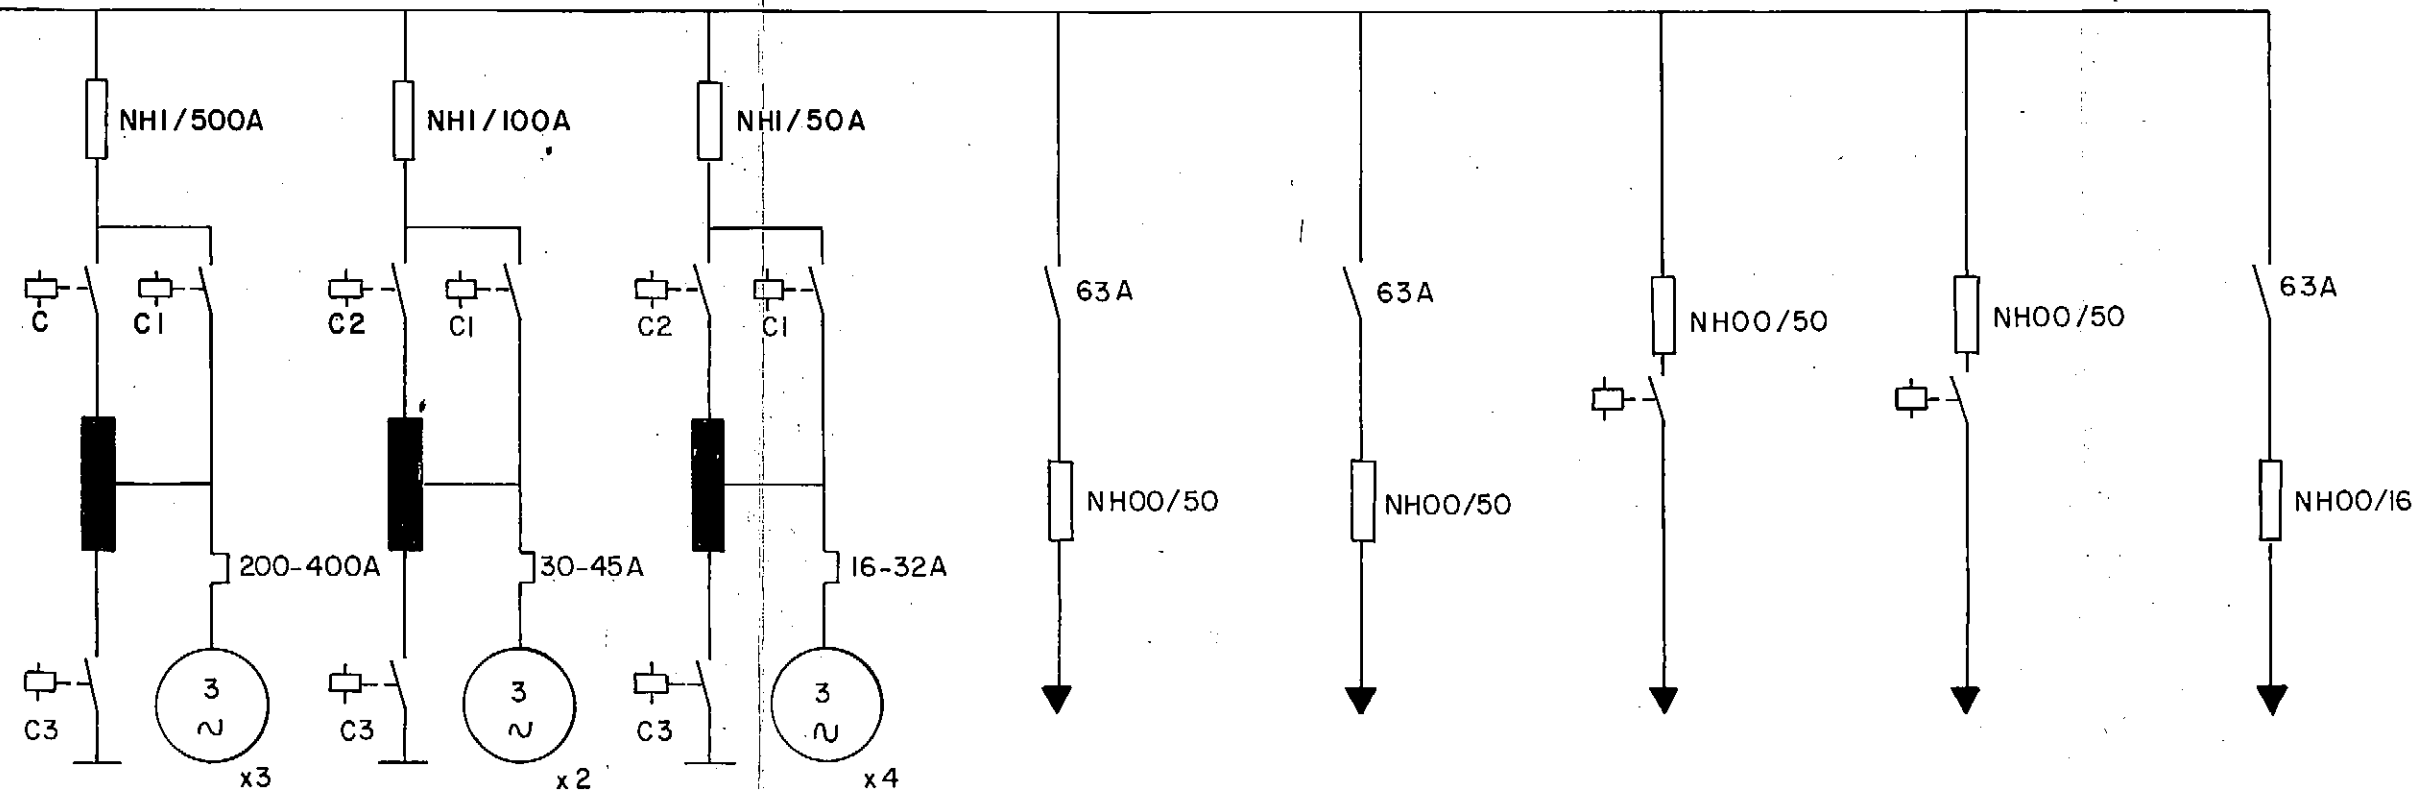 NH1/500A
NH1/100A
NH1/50A
C
C1
C2
C1
C2
C1
63A
63A
NH00/50
NH00/50
63A
NH00/50
NH00/50
NH00/16
200-400A
30-45A
16-32A
C3
3
~
x3
C3
3
~
x2
C3
3
~
x4